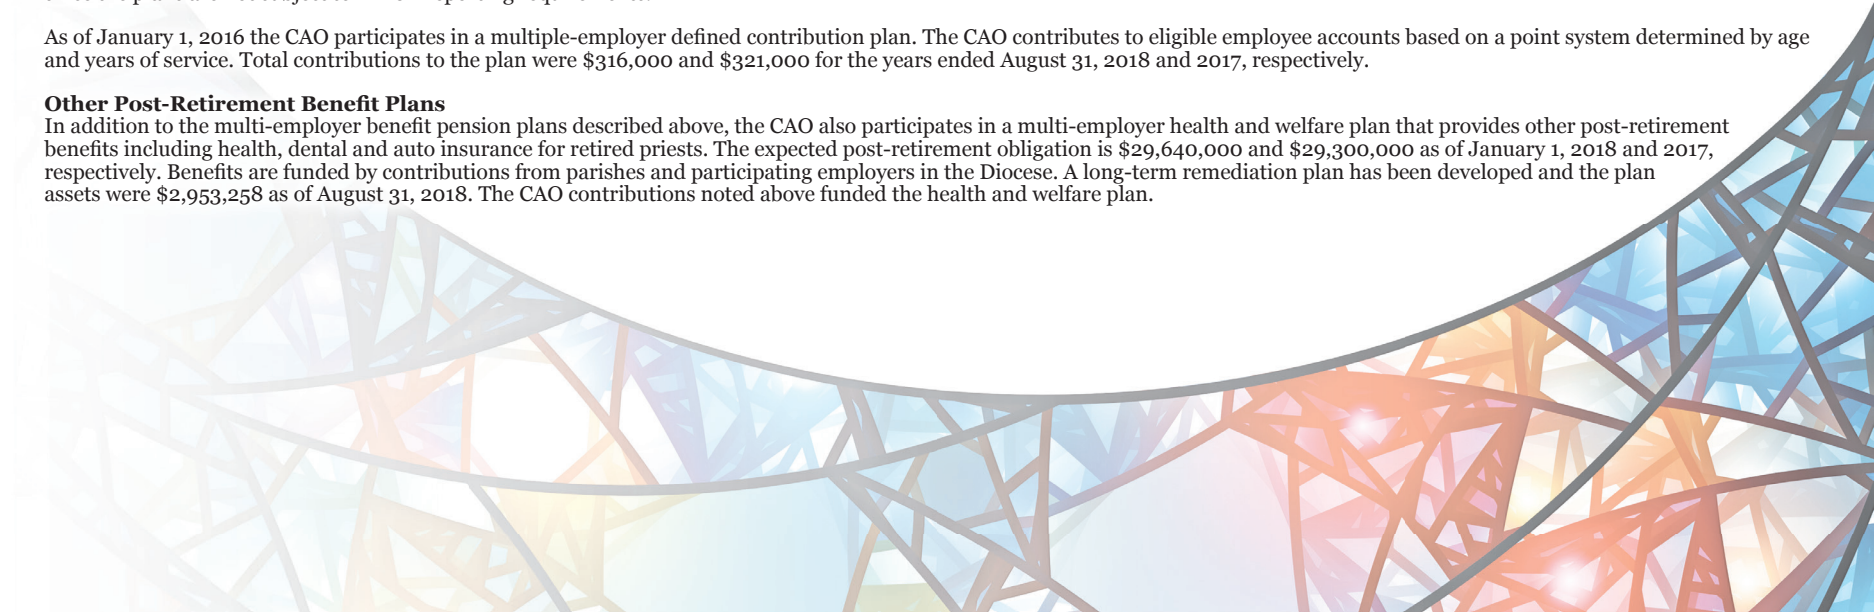 As of January 1, 2016 the CAO participates in a multiple-employer defined contribution plan. The CAO contributes to eligible employee accounts based on a point system determined by age
and years of service. Total contributions to the plan were $316,000 and $321,000 for the years ended August 31, 2018 and 2017, respectively.
Other Post-Retirement Benefit Plans
In addition to the multi-employer benefit pension plans described above, the CAO also participates in a multi-employer health and welfare plan that provides other post-retirement
benefits including health, dental and auto insurance for retired priests. The expected post-retirement obligation is $29,640,000 and $29,300,000 as of January 1, 2018 and 2017,
respectively. Benefits are funded by contributions from parishes and participating employers in the Diocese. A long-term remediation plan has been developed and the plan
assets were $2,953,258 as of August 31, 2018. The CAO contributions noted above funded the health and welfare plan.